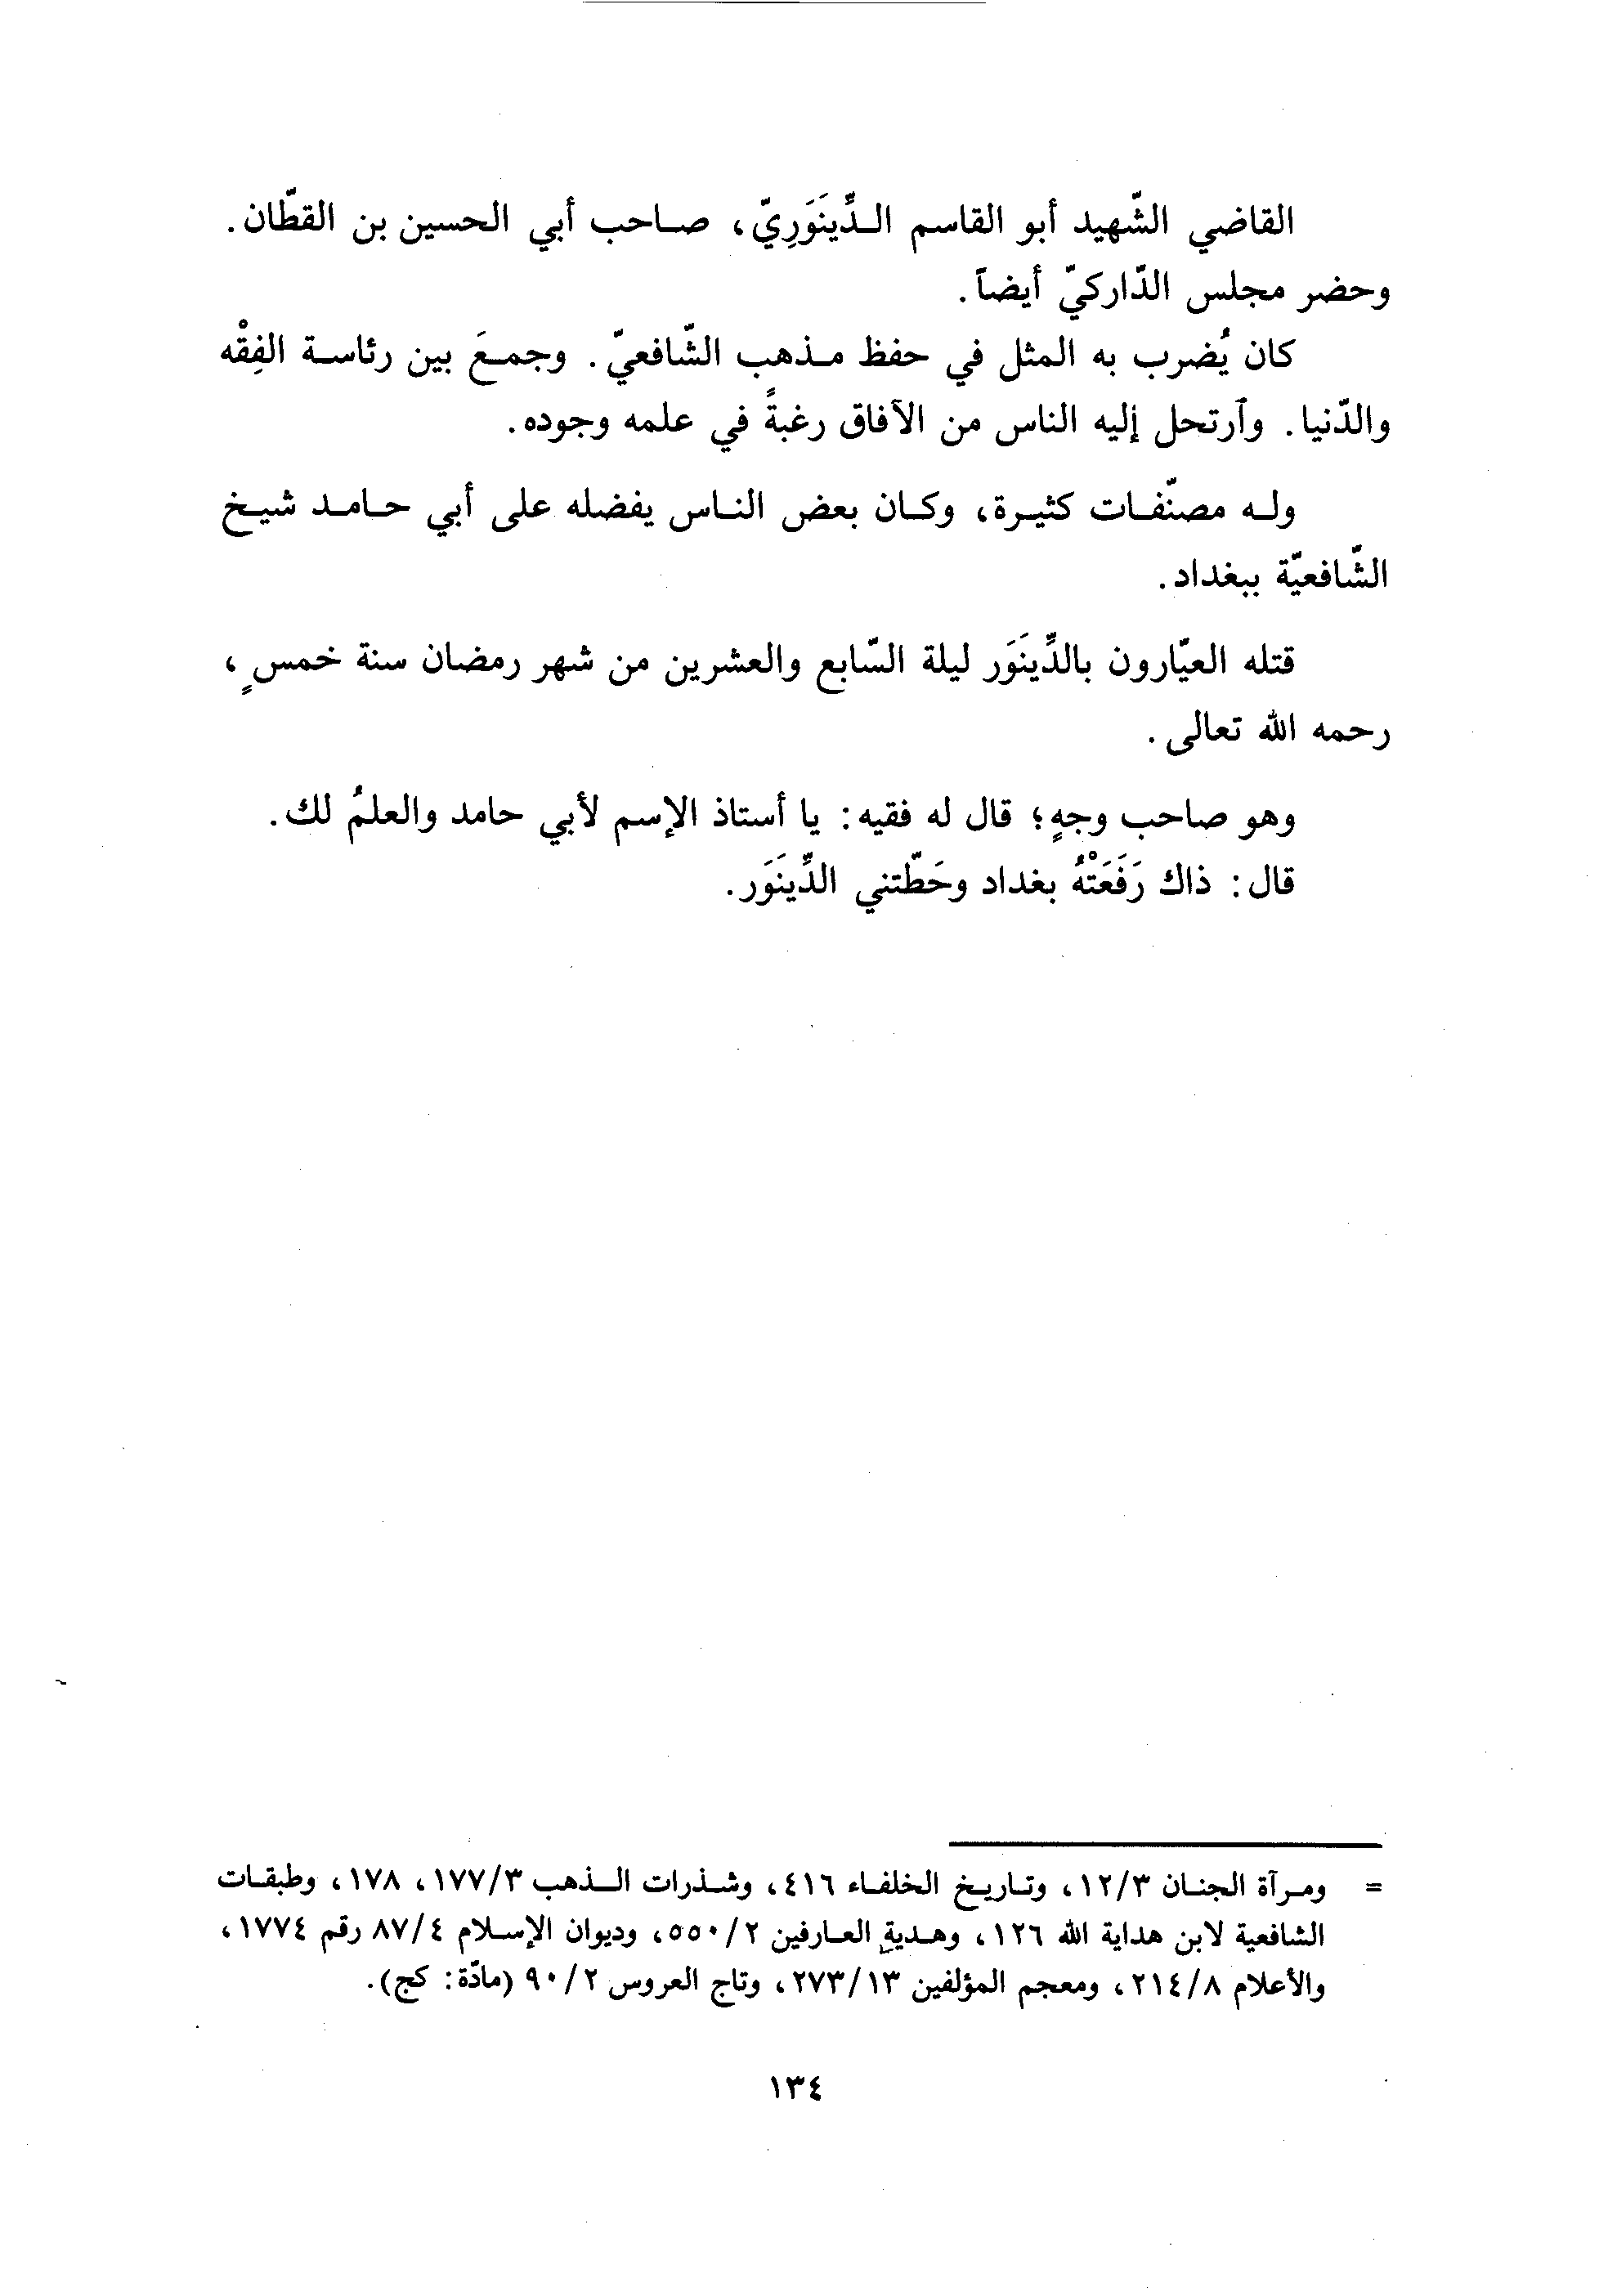 القاضي الشّهيد أبو القاسم الدِّينَوَرِيّ، صاحب أبي الحسين بن القطّان.
وحضر مجلس الدّاركيّ أيضاً.
كان يُضرب به المثل في حفظ مذهب الشّافعيّ. وجمعَ بين رئاسة الفِقْه
والدّنيا. وآرتحل إليه الناس من الآفاق رغبةً في علمه وجوده.
وله مصنّفات كثيرة، وكان بعض الناس يفضله على أبي حامد شيخ
الشّافعيّة ببغداد.
قتله العيّارون بالدِّينَوَر ليلة السّابع والعشرين من شهر رمضان سنة خمسٍ،
رحمه الله تعالى.
وهو صاحب وجهٍ؛ قال له فقيه: يا أستاذ الإسم لأبي حامد والعلمُ لك.
قال: ذاك رَفَعَتْهُ بغداد وحَطّتني الدِّينَوَر.
= ومرآة الجنان ١٢/٣، وتاريخ الخلفاء ٤١٦، وشذرات الذهب ١٧٧/٣، ١٧٨، وطبقات
الشافعية لابن هداية الله ١٢٦، وهدية العارفين ٥٥٠/٢، وديوان الإسلام ٨٧/٤ رقم ١٧٧٤،
والأعلام ٢١٤/٨، ومعجم المؤلفين ٢٧٣/١٣، وتاج العروس ٩٠/٢ (مادّة: كج).
١٣٤